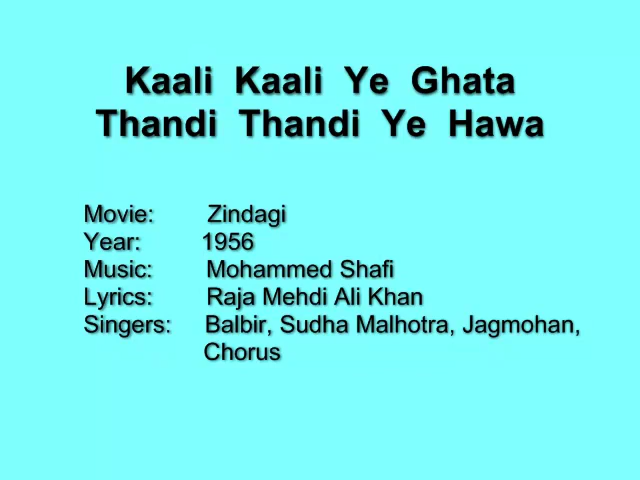 Kaali Kaali Ye Ghata
Thandi Thandi Ye Hawa
Movie: Zindagi
Year: 1956
Music: Mohammed Shafi
Lyrics: Raja Mehdi Ali Khan
Singers: Balbir, Sudha Malhotra, Jagmohan,
Chorus